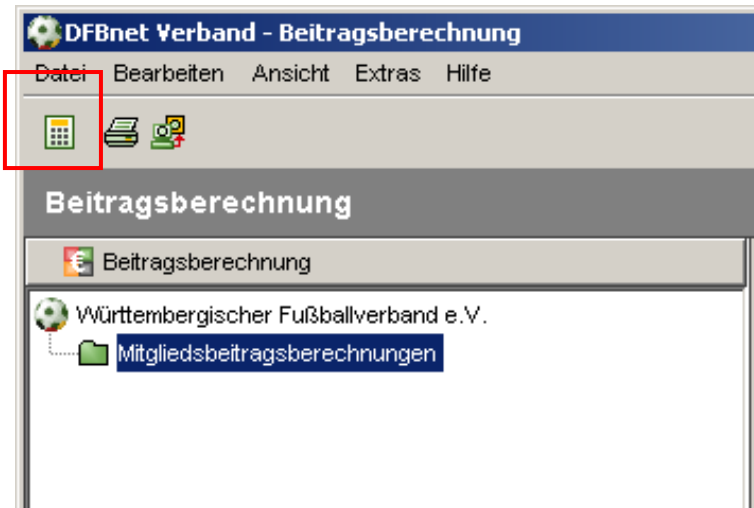 DFBnet Verband - Beitragsberechnung
Datei Bearbeiten Ansicht Extras Hilfe
Beitragsberechnung
Beitragsberechnung
Württembergischer Fußballverband e.V.
Mitgliedsbeitragsberechnungen